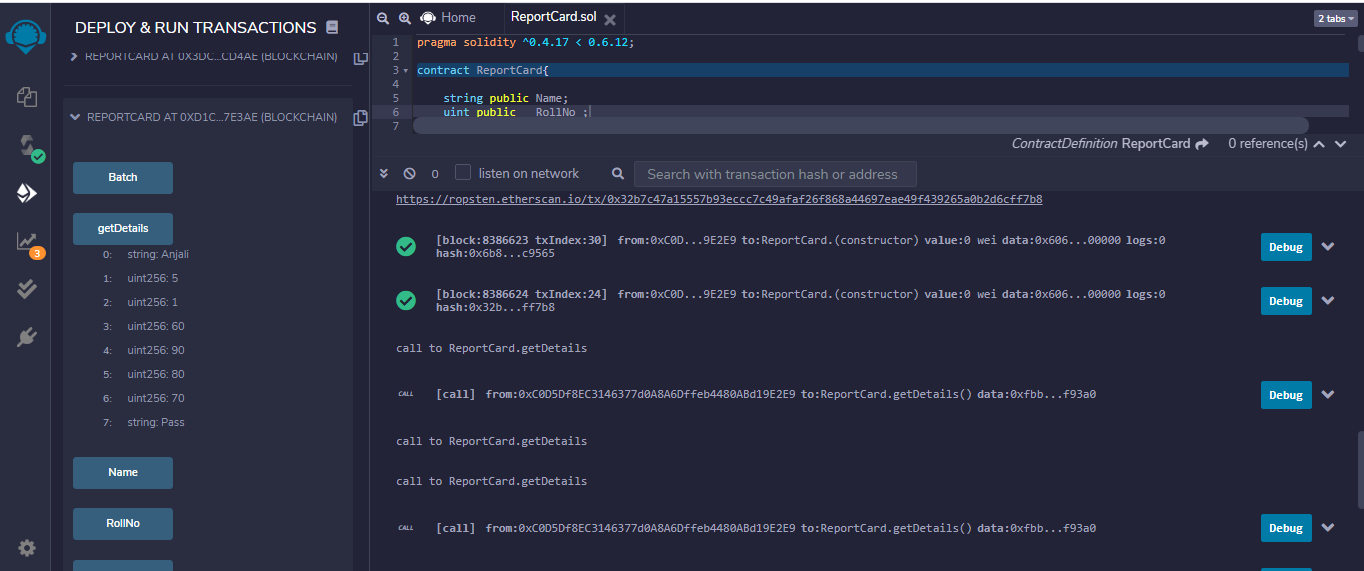 DEPLOY & RUN TRANSACTIONS
REPORTCARD AT 0X3DC...CD4AE (BLOCKCHAIN)
REPORTCARD AT 0XD1C...7E3AE (BLOCKCHAIN)
Batch
getDetails
0: string: Anjali
1: uint256: 5
2: uint256: 1
3: uint256: 60
4: uint256: 90
5: uint256: 80
6: uint256: 70
7: string: Pass
Name
RollNo
3
Home
ReportCard.sol
2 tabs
1 pragma solidity ^0.4.17 < 0.6.12;
2
3 contract ReportCard{
4
5 string public Name;
6 uint public RollNo ;
7
ContractDefinition ReportCard 0 reference(s)
0 listen on network Search with transaction hash or address
https://ropsten.etherscan.io/tx/0x32b7c47a15557b93eccc7c49afaf26f868a44697eae49f439265a0b2d6cff7b8
[block:8386623 txIndex:30] from:0xC0D...9E2E9 to:ReportCard.(constructor) value:0 wei data:0x606...00000 logs:0
hash:0x6b8...c9565
Debug
[block:8386624 txIndex:24] from:0xC0D...9E2E9 to:ReportCard.(constructor) value:0 wei data:0x606...00000 logs:0
hash:0x32b...ff7b8
Debug
call to ReportCard.getDetails
CALL [call] from:0xC0D5Df8EC3146377d0A8A6Dffeb4480ABd19E2E9 to:ReportCard.getDetails() data:0xfbb...f93a0
Debug
call to ReportCard.getDetails
call to ReportCard.getDetails
CALL [call] from:0xC0D5Df8EC3146377d0A8A6Dffeb4480ABd19E2E9 to:ReportCard.getDetails() data:0xfbb...f93a0
Debug